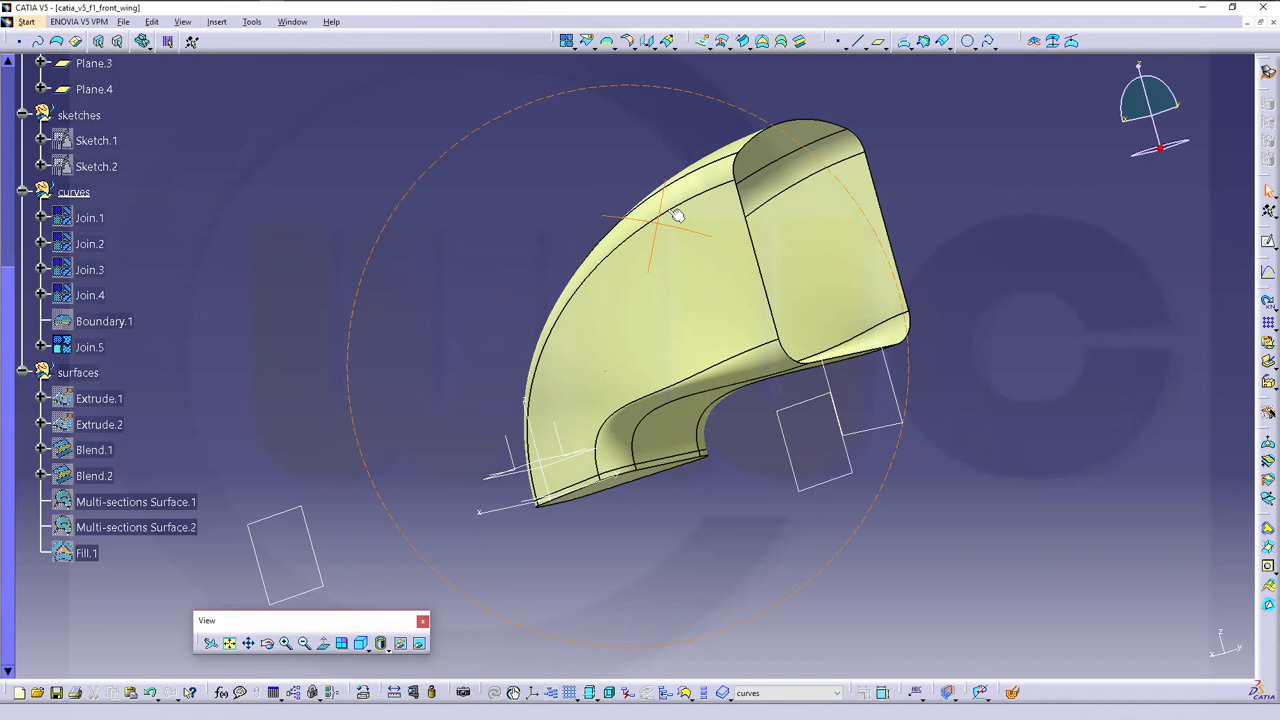 CATIA V5 - [catia_v5_f1_front_wing]
Start ENOVIA V5 VPM File Edit View Insert Tools Window Help
Plane.3
Plane.4
sketches
Sketch.1
Sketch.2
curves
Join.1
Join.2
Join.3
Join.4
Boundary.1
Join.5
surfaces
Extrude.1
Extrude.2
Blend.1
Blend.2
Multi-sections Surface.1
Multi-sections Surface.2
Fill.1
View
x
z
x y
f(x) curves ABC
CATIA